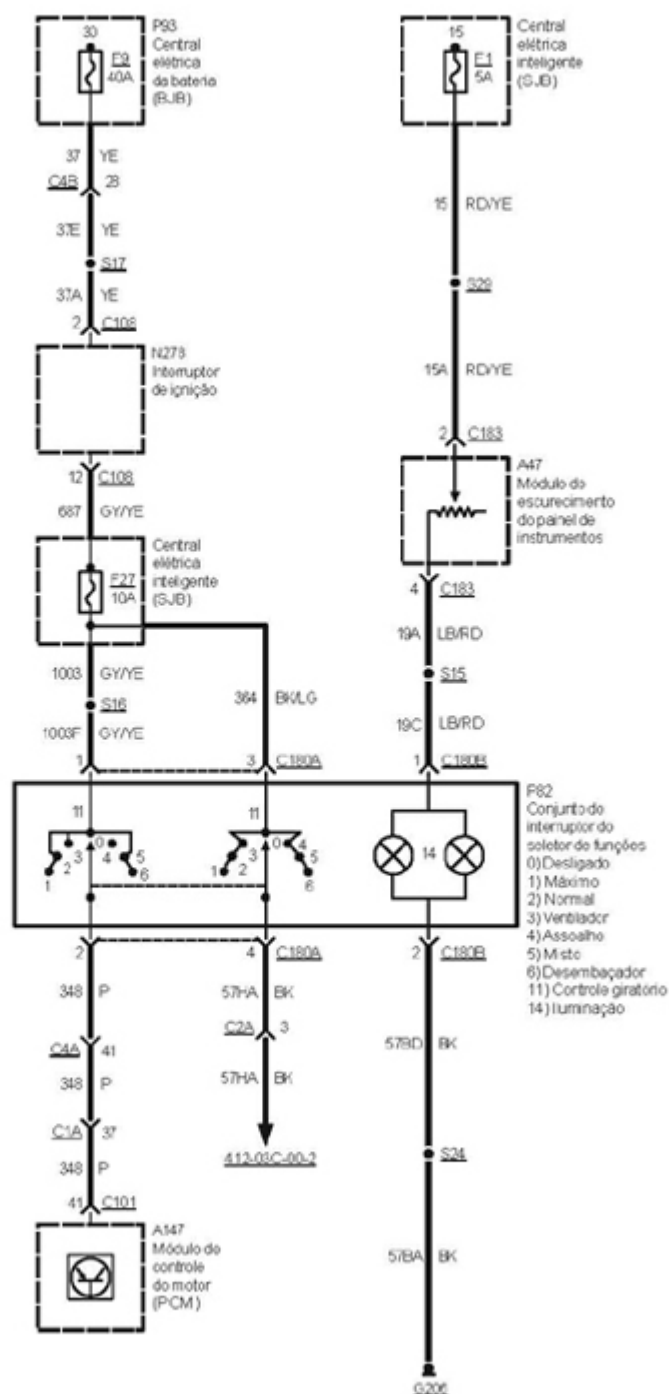 30
F9
40A
P93
Central
elétrica
da bateria
(BJB)
15
F1
5A
Central
elétrica
inteligente
(SJB)
37 YE
C4B 28
37E YE
S17
37A YE
2 C108
15 RD/YE
S29
15A RD/YE
2 C183
N278
Interruptor
de ignição
A47
Módulo do
escurecimento
do painel de
instrumentos
12 C108
687 GY/YE
F27
10A
Central
elétrica
inteligente
(SJB)
4 C183
19A LB/RD
S15
19C LB/RD
1 C180B
1003 GY/YE
S16
1003F GY/YE
1
364 BK/LG
3 C180A
11
1 2 3 0 4 5 6
11
1 2 3 0 4 5 6
14
P82
Conjunto do
interruptor do
seletor de funções
0) Desligado
1) Máximo
2) Normal
3) Ventilador
4) Assoalho
5) Misto
6) Desembaçador
11) Controle giratório
14) Iluminação
2
4 C180A
2 C180B
348 P
C4A 41
348 P
C1A 37
348 P
41 C101
57HA BK
C2A 3
57HA BK
412-03C-00-2
57BD BK
S24
57BA BK
G206
A147
Módulo do
controle
do motor
(PCM)